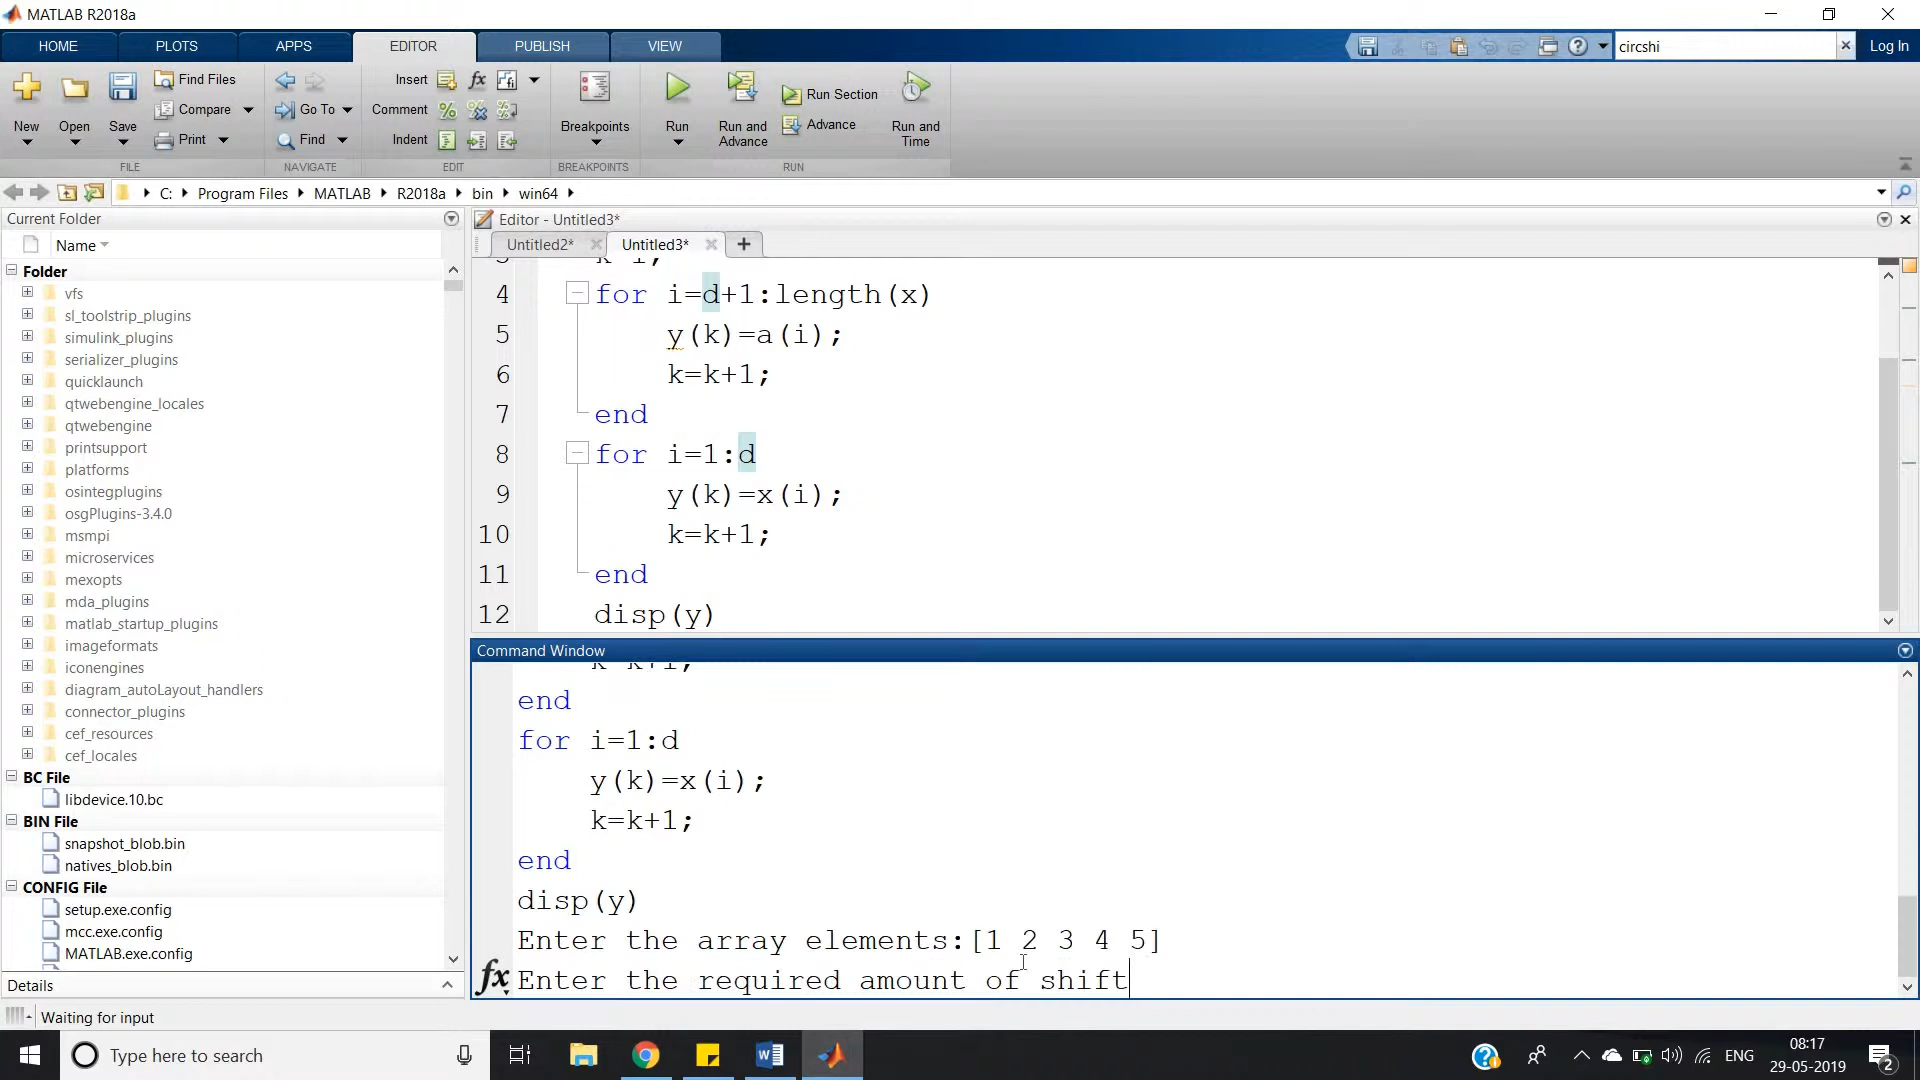 MATLAB R2018a
HOME PLOTS APPS EDITOR PUBLISH VIEW circshi Log In
New Open Save Find Files Compare Print
Go To Find
Insert Comment Indent
Breakpoints Run Run and Advance Run Section Advance Run and Time
FILE NAVIGATE EDIT BREAKPOINTS RUN
C: Program Files MATLAB R2018a bin win64
Current Folder
Name
Folder
vfs
sl_toolstrip_plugins
simulink_plugins
serializer_plugins
quicklaunch
qtwebengine_locales
qtwebengine
printsupport
platforms
osintegplugins
osgPlugins-3.4.0
msmpi
microservices
mexopts
mda_plugins
matlab_startup_plugins
imageformats
iconengines
diagram_autoLayout_handlers
connector_plugins
cef_resources
cef_locales
BC File
libdevice.10.bc
BIN File
snapshot_blob.bin
natives_blob.bin
CONFIG File
setup.exe.config
mcc.exe.config
MATLAB.exe.config
Details
Editor - Untitled3*
Untitled2* Untitled3*
4 for i=d+1:length(x)
5 y(k)=a(i);
6 k=k+1;
7 end
8 for i=1:d
9 y(k)=x(i);
10 k=k+1;
11 end
12 disp(y)
Command Window
end
for i=1:d
y(k)=x(i);
k=k+1;
end
disp(y)
Enter the array elements:[1 2 3 4 5]
fx Enter the required amount of shift
Waiting for input
Type here to search
ENG
08:17
29-05-2019
2